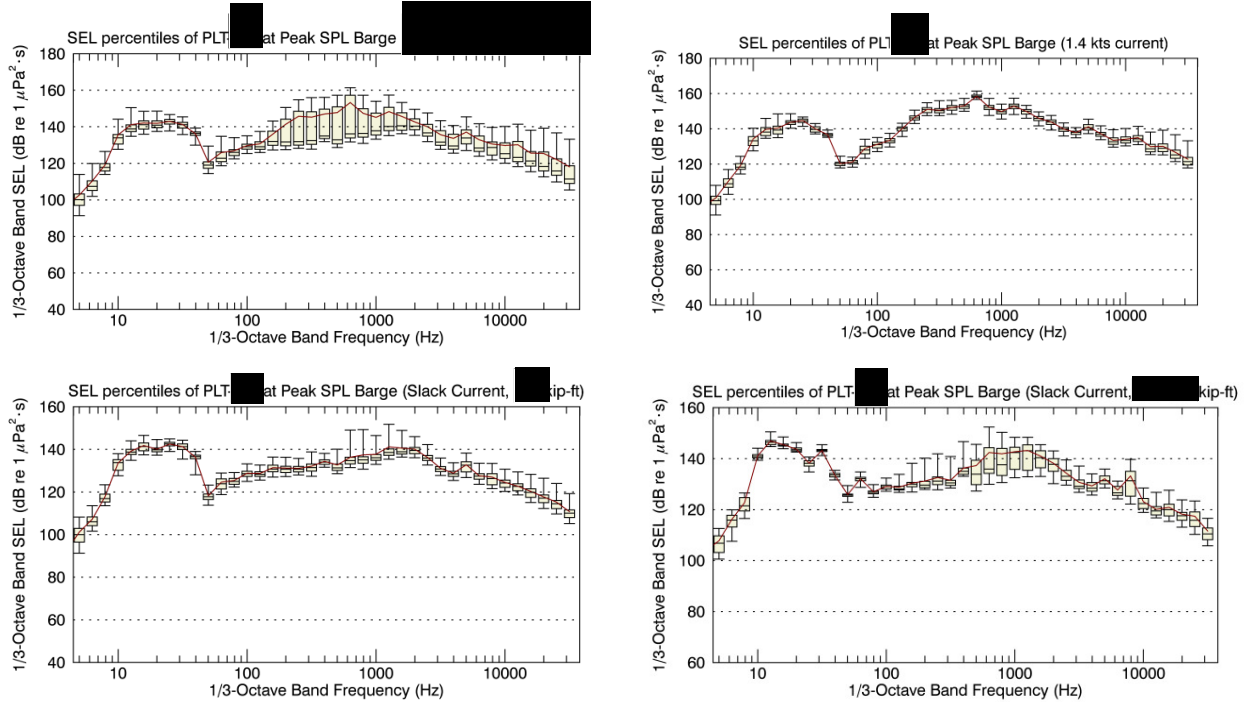 SEL percentiles of PLT- at Peak SPL Barge
180
160
140
120
100
80
60
40
1/3-Octave Band SEL (dB re 1 µPa²·s)
10 100 1000 10000
1/3-Octave Band Frequency (Hz)
SEL percentiles of PLT at Peak SPL Barge (1.4 kts current)
180
160
140
120
100
80
60
40
1/3-Octave Band SEL (dB re 1 µPa²·s)
10 100 1000 10000
1/3-Octave Band Frequency (Hz)
SEL percentiles of PLT- at Peak SPL Barge (Slack Current, kip-ft)
160
140
120
100
80
60
40
1/3-Octave Band SEL (dB re 1 µPa²·s)
10 100 1000 10000
1/3-Octave Band Frequency (Hz)
SEL percentiles of PLT- at Peak SPL Barge (Slack Current, kip-ft)
160
140
120
100
80
60
1/3-Octave Band SEL (dB re 1 µPa²·s)
10 100 1000 10000
1/3-Octave Band Frequency (Hz)